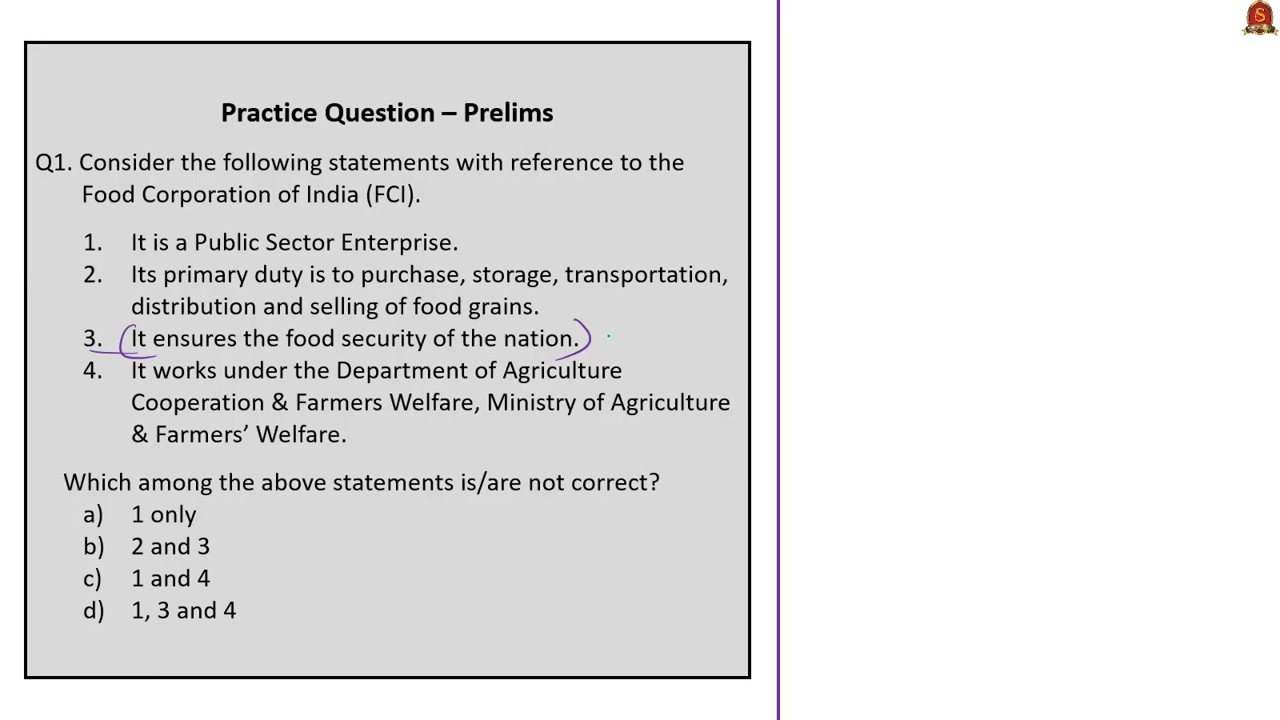 Practice Question – Prelims
Q1. Consider the following statements with reference to the
Food Corporation of India (FCI).
1. It is a Public Sector Enterprise.
2. Its primary duty is to purchase, storage, transportation,
distribution and selling of food grains.
3. It ensures the food security of the nation.
4. It works under the Department of Agriculture
Cooperation & Farmers Welfare, Ministry of Agriculture
& Farmers’ Welfare.
Which among the above statements is/are not correct?
a) 1 only
b) 2 and 3
c) 1 and 4
d) 1, 3 and 4